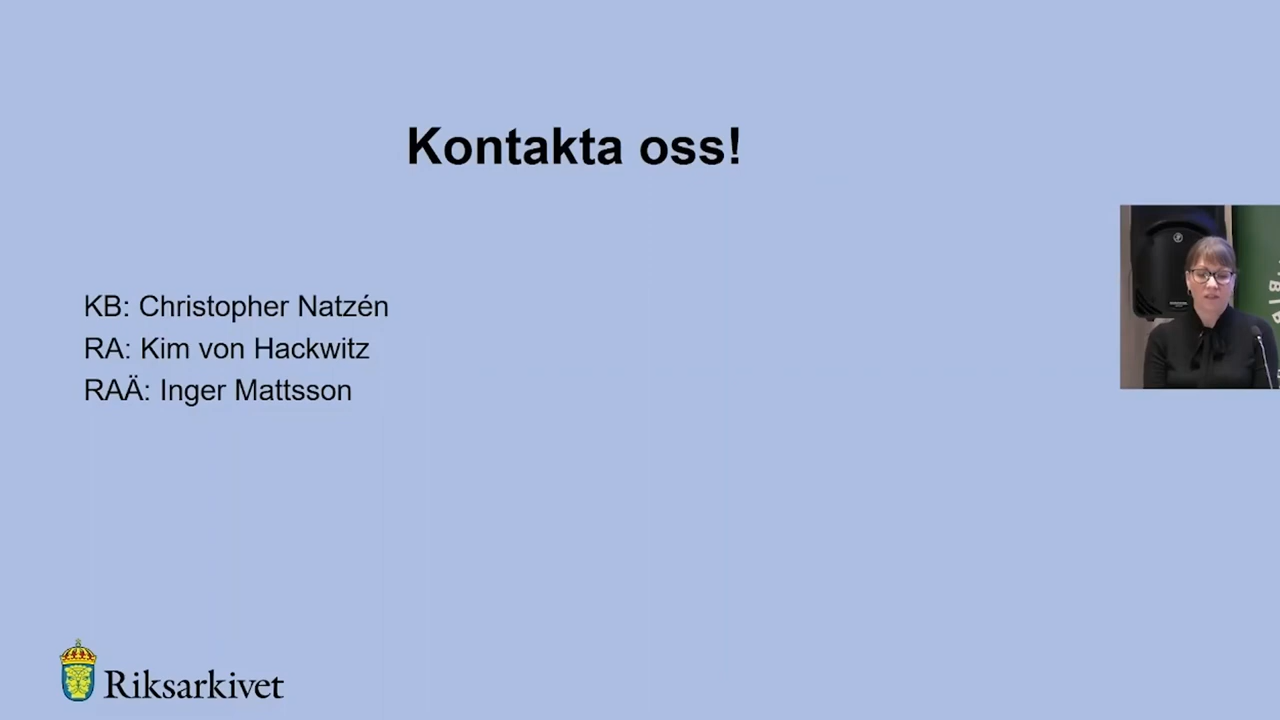 Kontakta oss!
KB: Christopher Natzén
RA: Kim von Hackwitz
RAÄ: Inger Mattsson
Riksarkivet